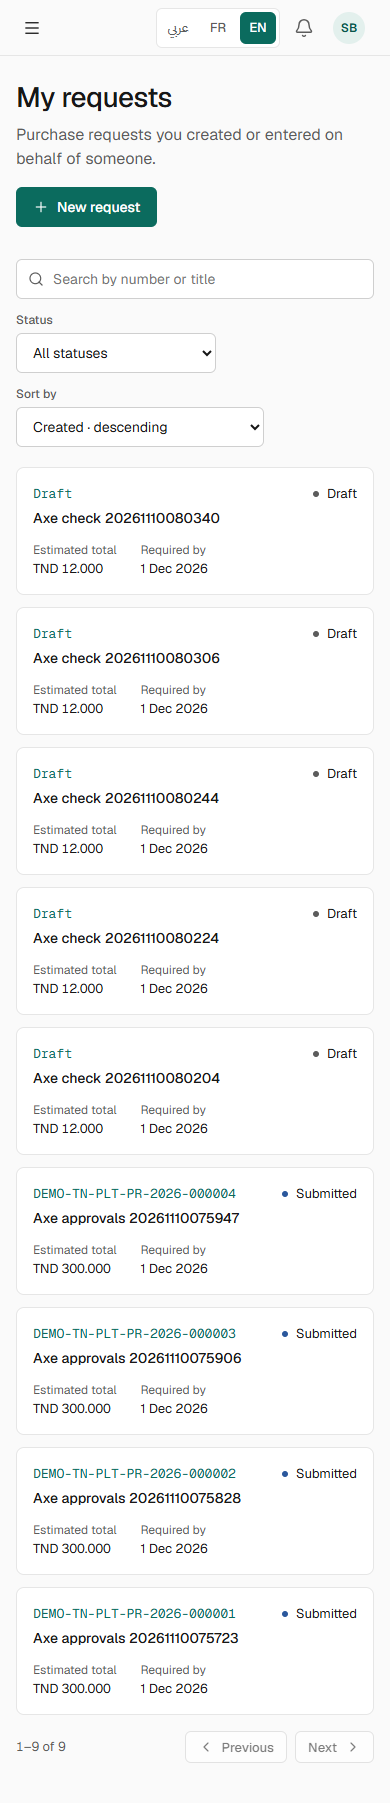 عربي FR EN SB
My requests
Purchase requests you created or entered on
behalf of someone.
New request
Search by number or title
Status
All statuses
Sort by
Created · descending
Draft Draft
Axe check 20261110080340
Estimated total Required by
TND 12.000 1 Dec 2026
Draft Draft
Axe check 20261110080306
Estimated total Required by
TND 12.000 1 Dec 2026
Draft Draft
Axe check 20261110080244
Estimated total Required by
TND 12.000 1 Dec 2026
Draft Draft
Axe check 20261110080224
Estimated total Required by
TND 12.000 1 Dec 2026
Draft Draft
Axe check 20261110080204
Estimated total Required by
TND 12.000 1 Dec 2026
DEMO-TN-PLT-PR-2026-000004 Submitted
Axe approvals 20261110075947
Estimated total Required by
TND 300.000 1 Dec 2026
DEMO-TN-PLT-PR-2026-000003 Submitted
Axe approvals 20261110075906
Estimated total Required by
TND 300.000 1 Dec 2026
DEMO-TN-PLT-PR-2026-000002 Submitted
Axe approvals 20261110075828
Estimated total Required by
TND 300.000 1 Dec 2026
DEMO-TN-PLT-PR-2026-000001 Submitted
Axe approvals 20261110075723
Estimated total Required by
TND 300.000 1 Dec 2026
1–9 of 9 Previous Next